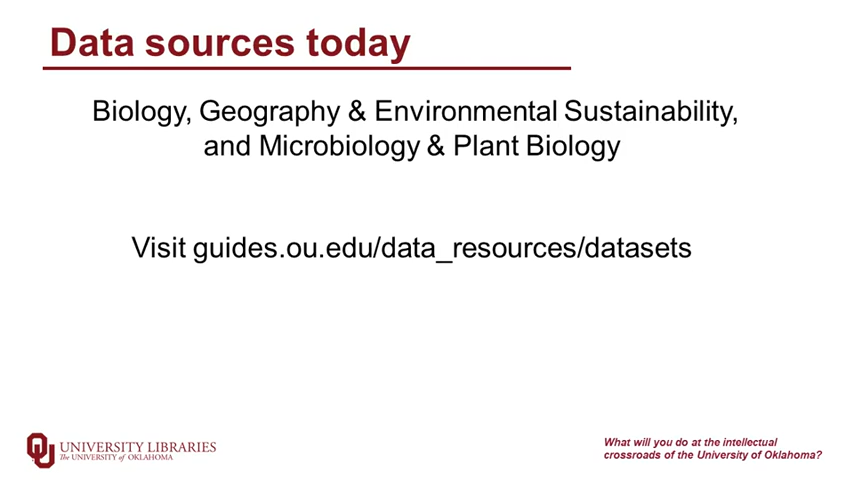 Data sources today
Biology, Geography & Environmental Sustainability,
and Microbiology & Plant Biology
Visit guides.ou.edu/data_resources/datasets
UNIVERSITY LIBRARIES
The UNIVERSITY of OKLAHOMA
What will you do at the intellectual
crossroads of the University of Oklahoma?